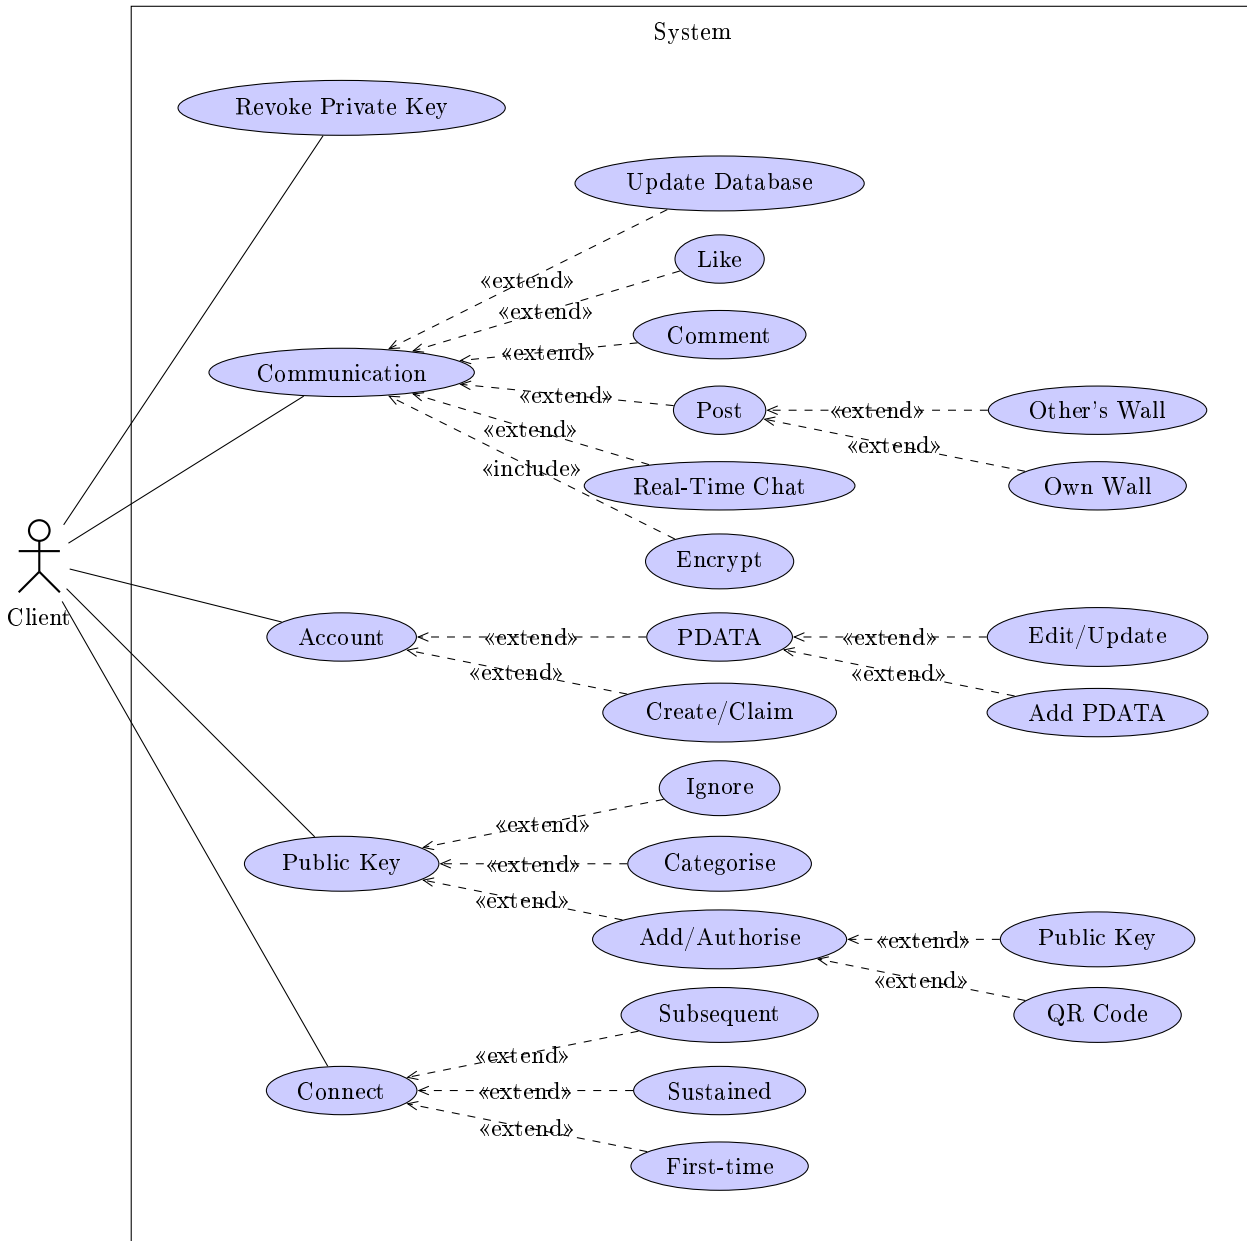 System
Revoke Private Key
Update Database
«extend»
Like
«extend»
Comment
«extend»
Communication
«extend»
Post
«extend»
Other's Wall
«extend»
«extend»
Own Wall
«include»
Real-Time Chat
Encrypt
Client
Account
«extend»
PDATA
«extend»
Edit/Update
«extend»
«extend»
Create/Claim
Add PDATA
Ignore
«extend»
Public Key
«extend»
Categorise
«extend»
Add/Authorise
«extend»
Public Key
«extend»
Subsequent
QR Code
«extend»
Connect
«extend»
Sustained
«extend»
First-time